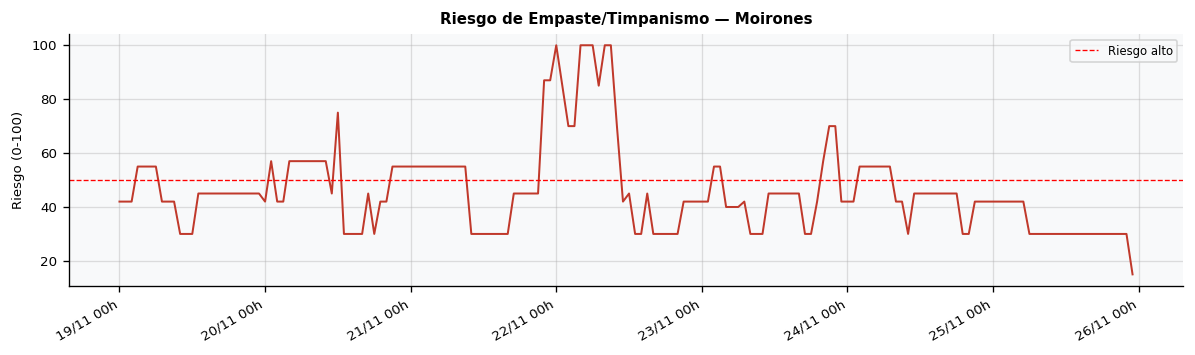 Riesgo de Empaste/Timpanismo — Moirones
Riesgo alto
Riesgo (0-100)
100
80
60
40
20
19/11 00h
20/11 00h
21/11 00h
22/11 00h
23/11 00h
24/11 00h
25/11 00h
26/11 00h